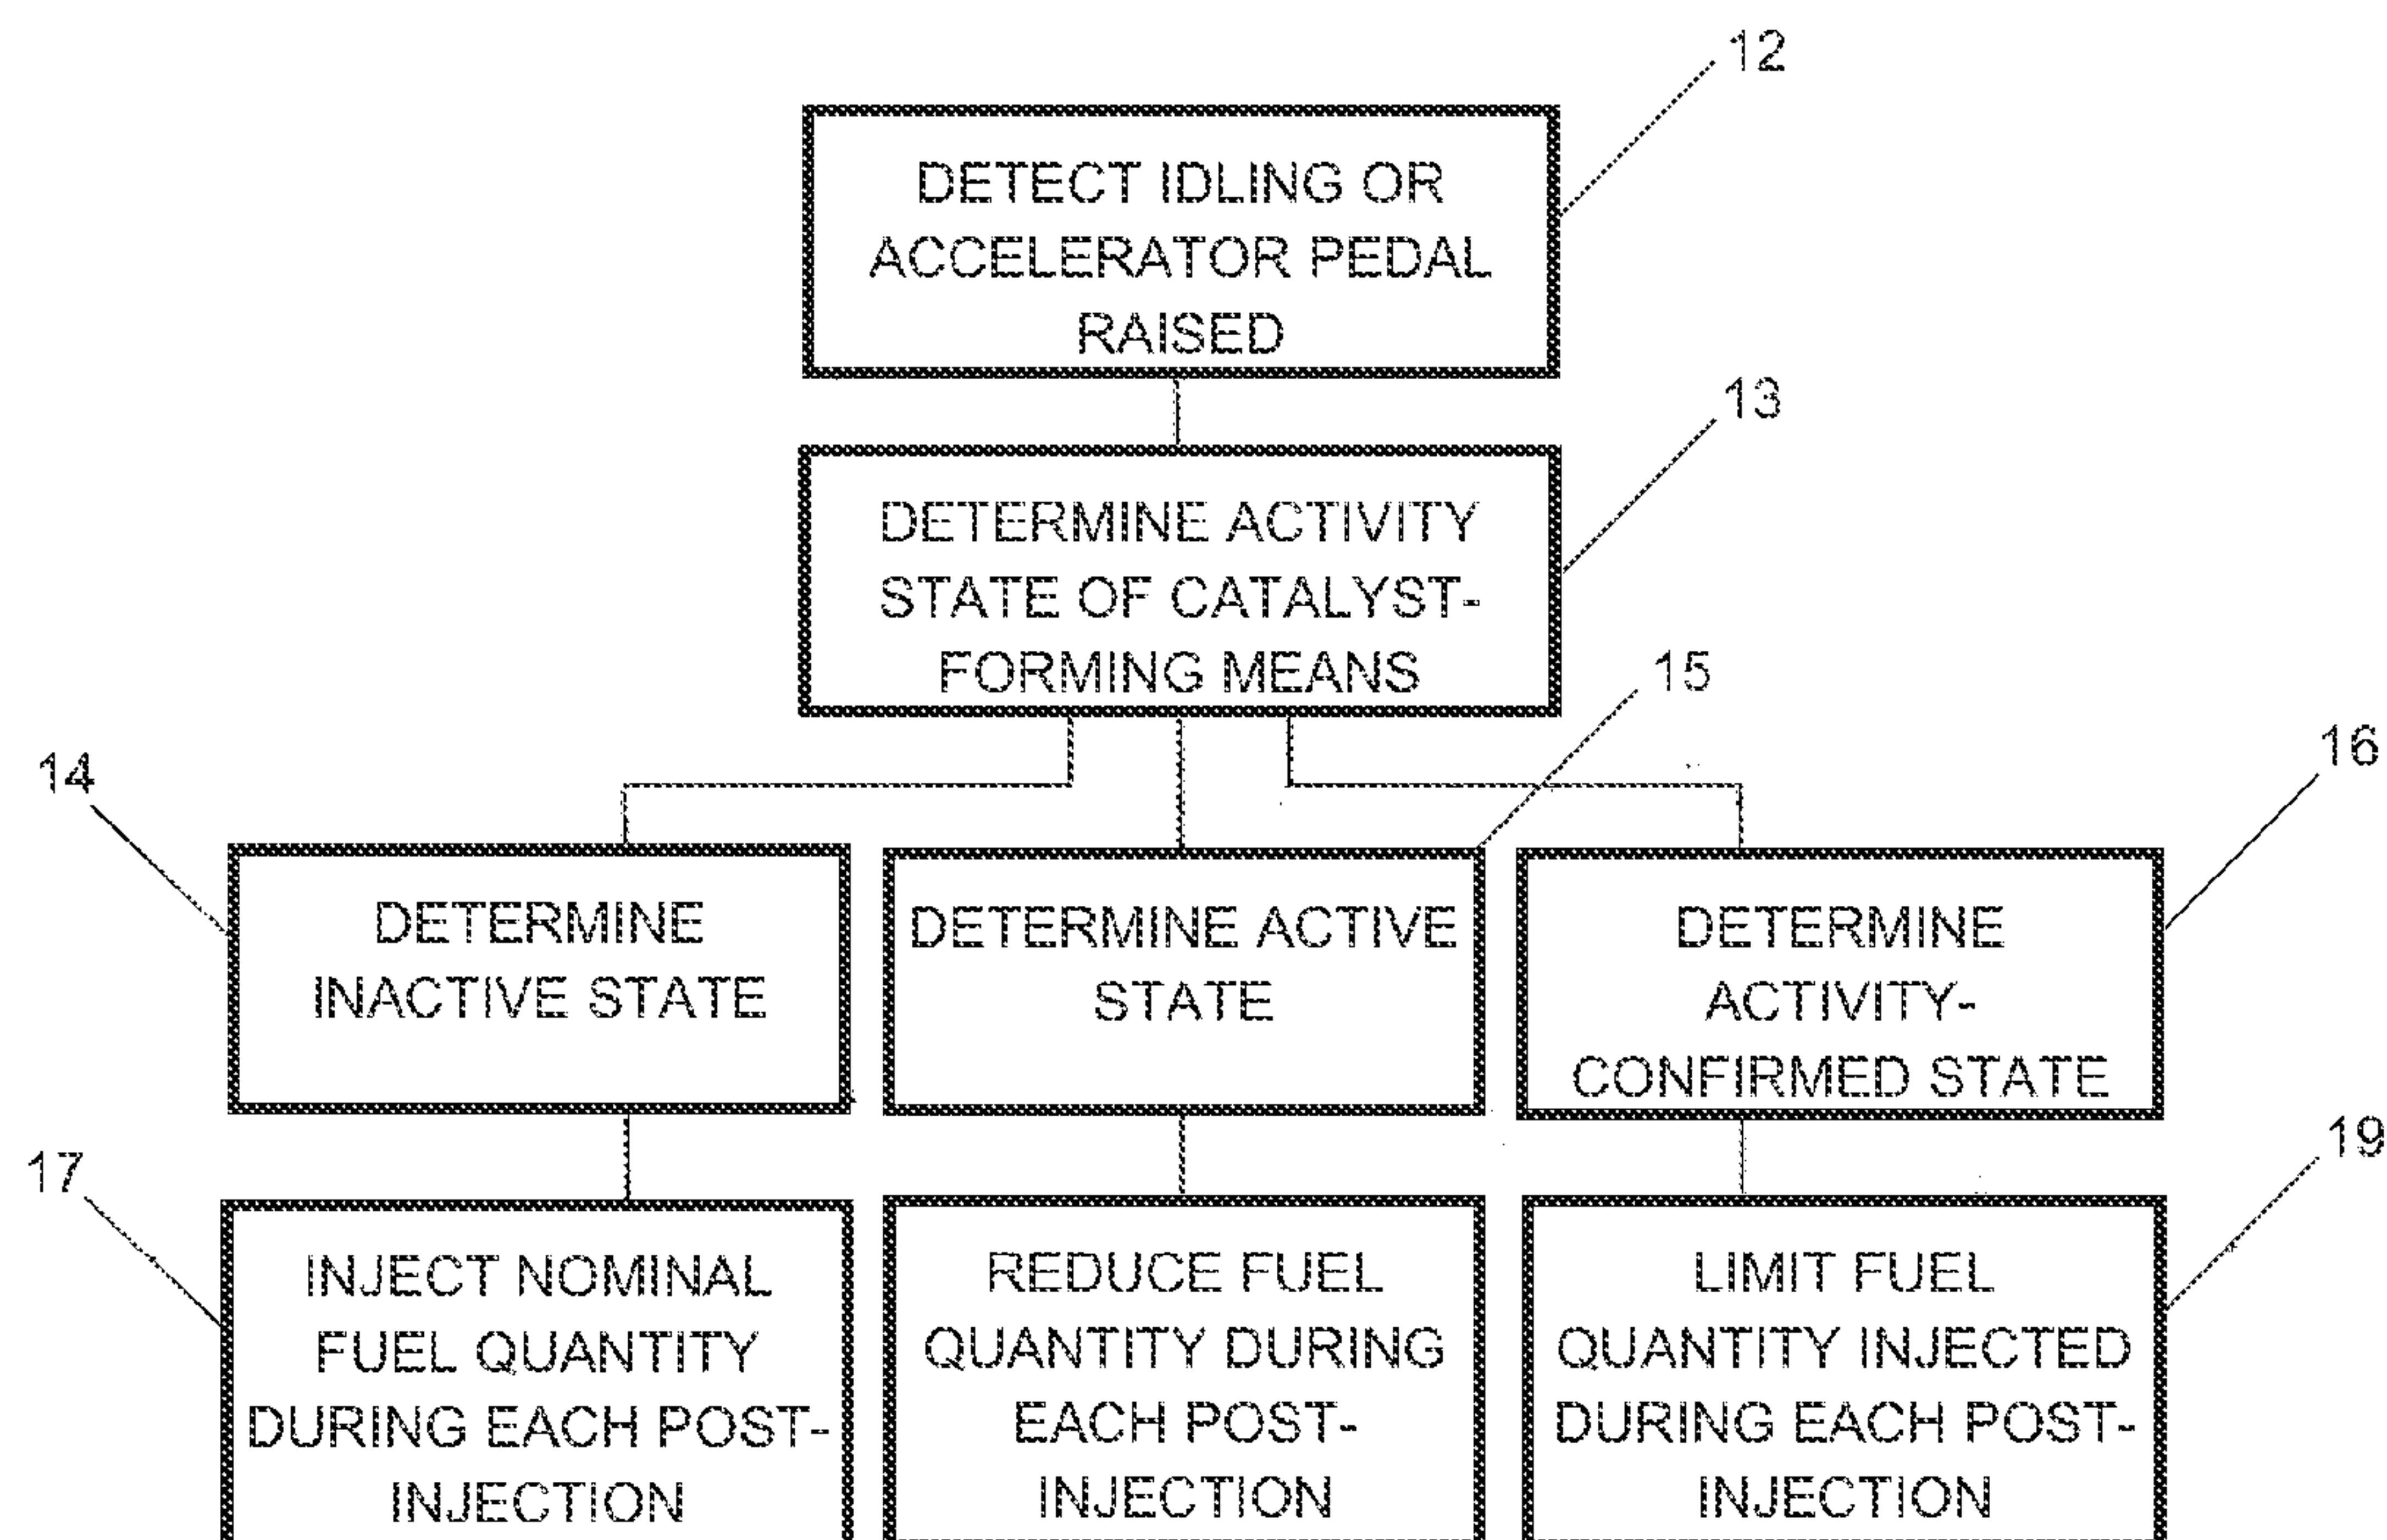 12
DETECT IDLING OR
ACCELERATOR PEDAL
RAISED
13
DETERMINE ACTIVITY
STATE OF CATALYST-
FORMING MEANS
15
14
16
DETERMINE
INACTIVE STATE
DETERMINE ACTIVE
STATE
DETERMINE
ACTIVITY-
CONFIRMED STATE
17
19
INJECT NOMINAL
FUEL QUANTITY
DURING EACH POST-
INJECTION
REDUCE FUEL
QUANTITY DURING
EACH POST-
INJECTION
LIMIT FUEL
QUANTITY INJECTED
DURING EACH POST-
INJECTION